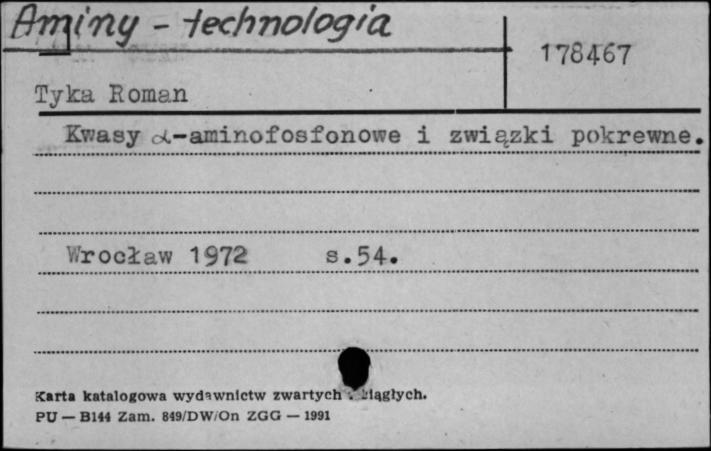 Aminy - technologia
178467
Tyka Roman
Kwasy α-aminofosfonowe i związki pokrewne.
Wrocław 1972 s.54.
Karta katalogowa wydawnictw zwartych ciągłych.
PU — B144 Zam. 849/DW/On ZGG — 1991